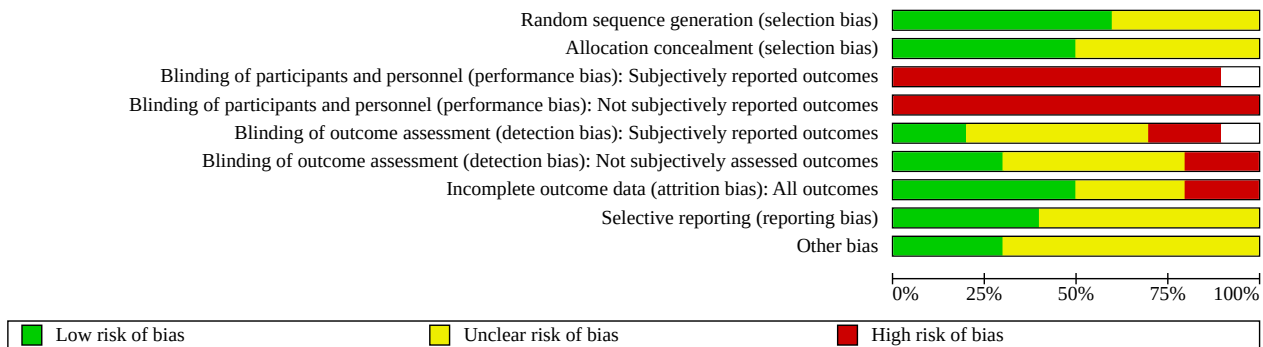 Random sequence generation (selection bias)
Allocation concealment (selection bias)
Blinding of participants and personnel (performance bias): Subjectively reported outcomes
Blinding of participants and personnel (performance bias): Not subjectively reported outcomes
Blinding of outcome assessment (detection bias): Subjectively reported outcomes
Blinding of outcome assessment (detection bias): Not subjectively assessed outcomes
Incomplete outcome data (attrition bias): All outcomes
Selective reporting (reporting bias)
Other bias
0% 25% 50% 75% 100%
Low risk of bias Unclear risk of bias High risk of bias